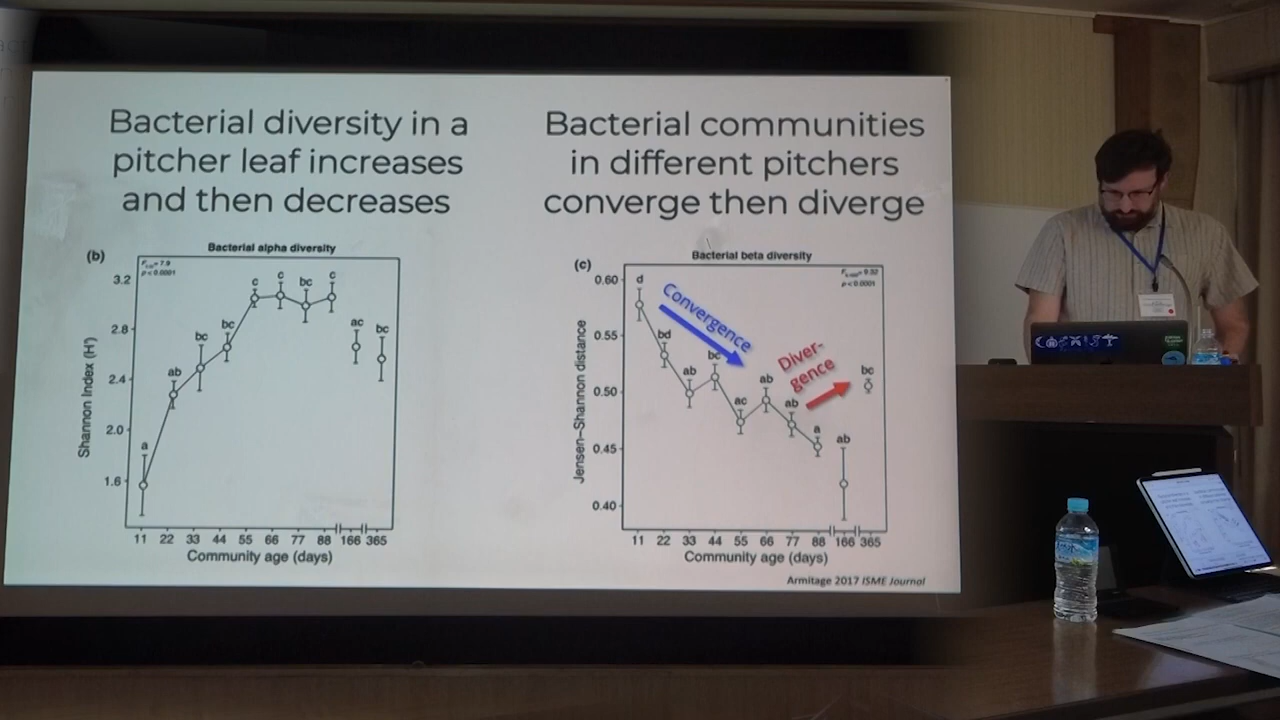 Bacterial diversity in a
pitcher leaf increases
and then decreases
Bacterial communities
in different pitchers
converge then diverge
(b)
Bacterial alpha diversity
p<0.0001
Shannon Index (H')
3.2
2.8
2.4
2.0
1.6
a
ab
bc
bc
c
c
bc
c
ac
bc
11 22 33 44 55 66 77 88 166 365
Community age (days)
(c)
Bacterial beta diversity
p<0.0001
Jensen–Shannon distance
0.60
0.55
0.50
0.45
0.40
d
bd
ab
bc
ac
ab
ab
a
ab
bc
Convergence
Diver-
gence
11 22 33 44 55 66 77 88 166 365
Community age (days)
Armitage 2017 ISME Journal